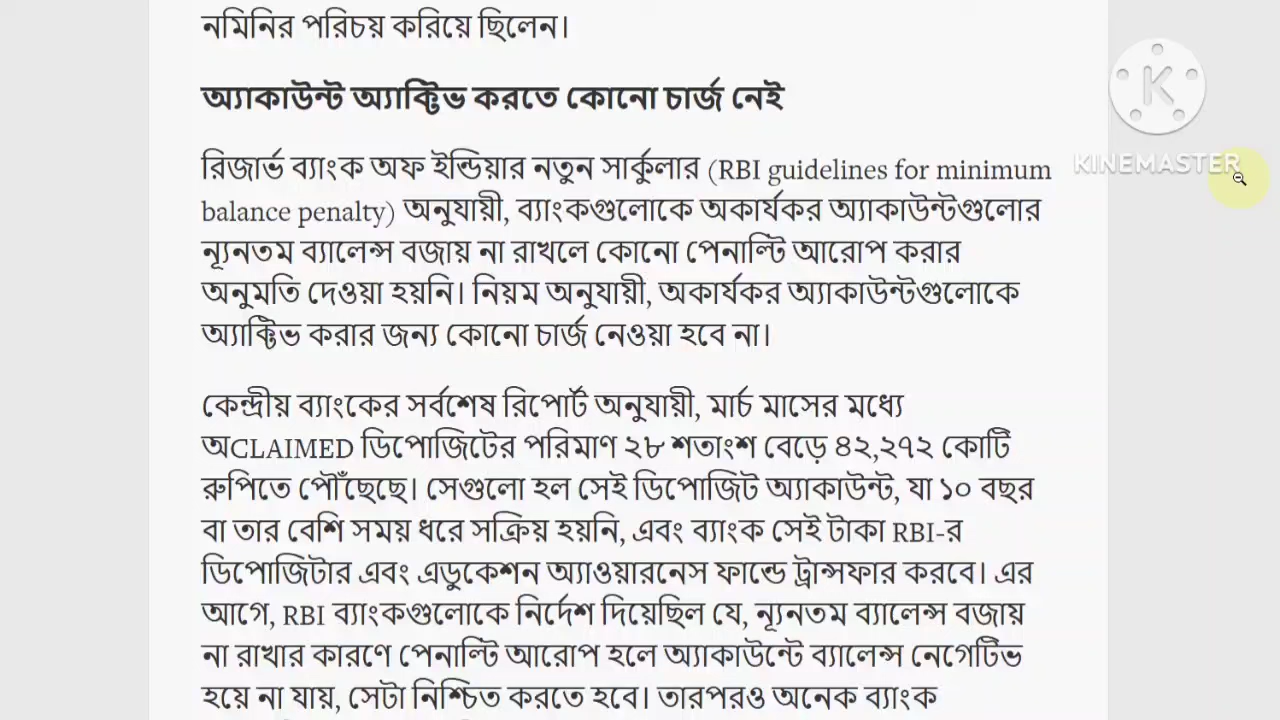 নমিনির পরিচয় করিয়ে ছিলেন।
অ্যাকাউন্ট অ্যাক্টিভ করতে কোনো চার্জ নেই
রিজার্ভ ব্যাংক অফ ইন্ডিয়ার নতুন সার্কুলার (RBI guidelines for minimum
balance penalty) অনুযায়ী, ব্যাংকগুলোকে অকার্যকর অ্যাকাউন্টগুলোর
ন্যূনতম ব্যালেন্স বজায় না রাখলে কোনো পেনাল্টি আরোপ করার
অনুমতি দেওয়া হয়নি। নিয়ম অনুযায়ী, অকার্যকর অ্যাকাউন্টগুলোকে
অ্যাক্টিভ করার জন্য কোনো চার্জ নেওয়া হবে না।
কেন্দ্রীয় ব্যাংকের সর্বশেষ রিপোর্ট অনুযায়ী, মার্চ মাসের মধ্যে
অCLAIMED ডিপোজিটের পরিমাণ ২৮ শতাংশ বেড়ে ৪২,২৭২ কোটি
রুপিতে পৌঁছেছে। সেগুলো হল সেই ডিপোজিট অ্যাকাউন্ট, যা ১০ বছর
বা তার বেশি সময় ধরে সক্রিয় হয়নি, এবং ব্যাংক সেই টাকা RBI-র
ডিপোজিটার এবং এডুকেশন অ্যাওয়ারনেস ফান্ডে ট্রান্সফার করবে। এর
আগে, RBI ব্যাংকগুলোকে নির্দেশ দিয়েছিল যে, ন্যূনতম ব্যালেন্স বজায়
না রাখার কারণে পেনাল্টি আরোপ হলে অ্যাকাউন্টে ব্যালেন্স নেগেটিভ
হয়ে না যায়, সেটা নিশ্চিত করতে হবে। তারপরও অনেক ব্যাংক
K
KINEMASTER